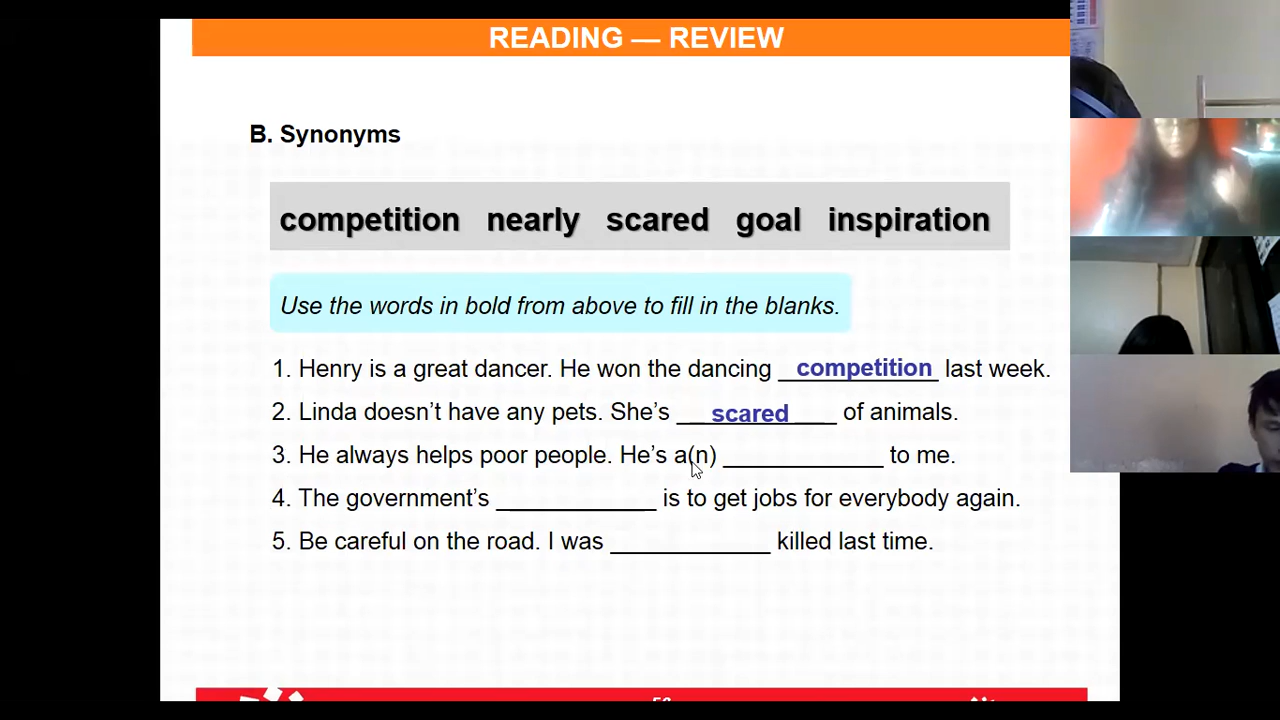 READING — REVIEW
B. Synonyms
competition nearly scared goal inspiration
Use the words in bold from above to fill in the blanks.
1. Henry is a great dancer. He won the dancing competition last week.
2. Linda doesn’t have any pets. She’s scared of animals.
3. He always helps poor people. He’s a(n) ____________ to me.
4. The government’s ____________ is to get jobs for everybody again.
5. Be careful on the road. I was ____________ killed last time.